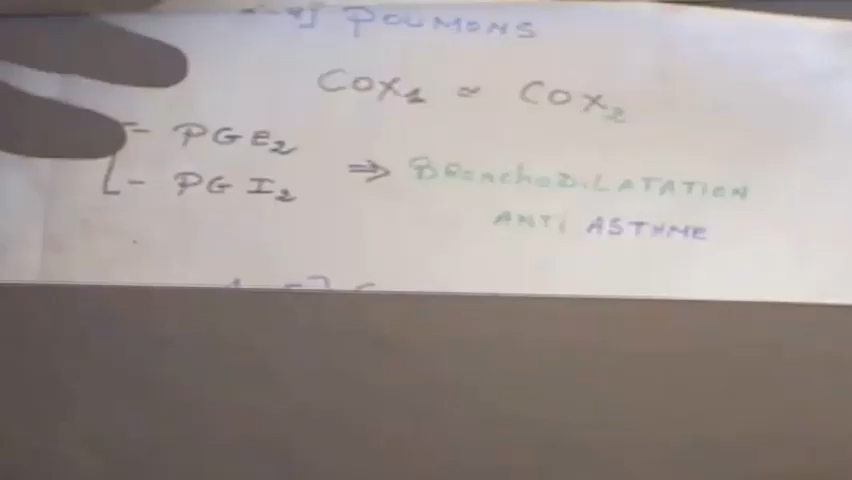 POUMONS
COX1 ≃ COX2
- PGE2
- PGI2 ⇒ BRONCHODILATATION
ANTI ASTHME